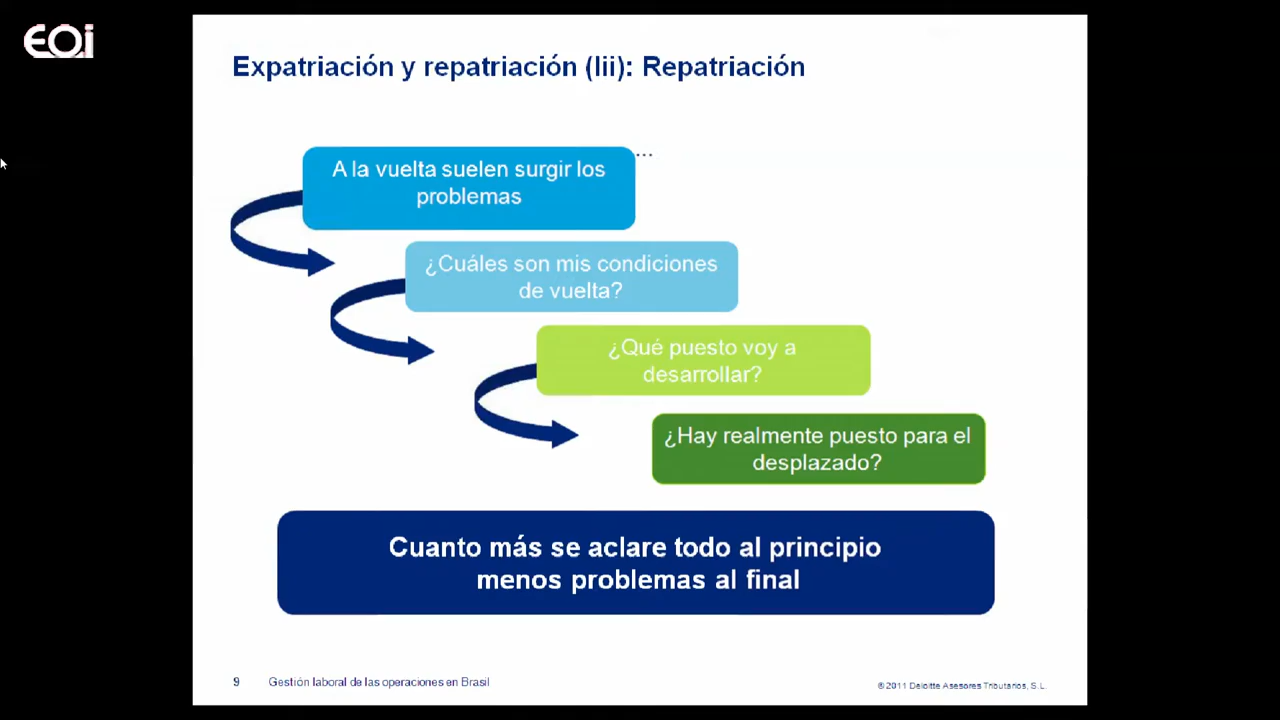 EOi
Expatriación y repatriación (Iii): Repatriación
...
A la vuelta suelen surgir los
problemas
¿Cuáles son mis condiciones
de vuelta?
¿Qué puesto voy a
desarrollar?
¿Hay realmente puesto para el
desplazado?
Cuanto más se aclare todo al principio
menos problemas al final
9 Gestión laboral de las operaciones en Brasil
© 2011 Deloitte Asesores Tributarios, S.L.